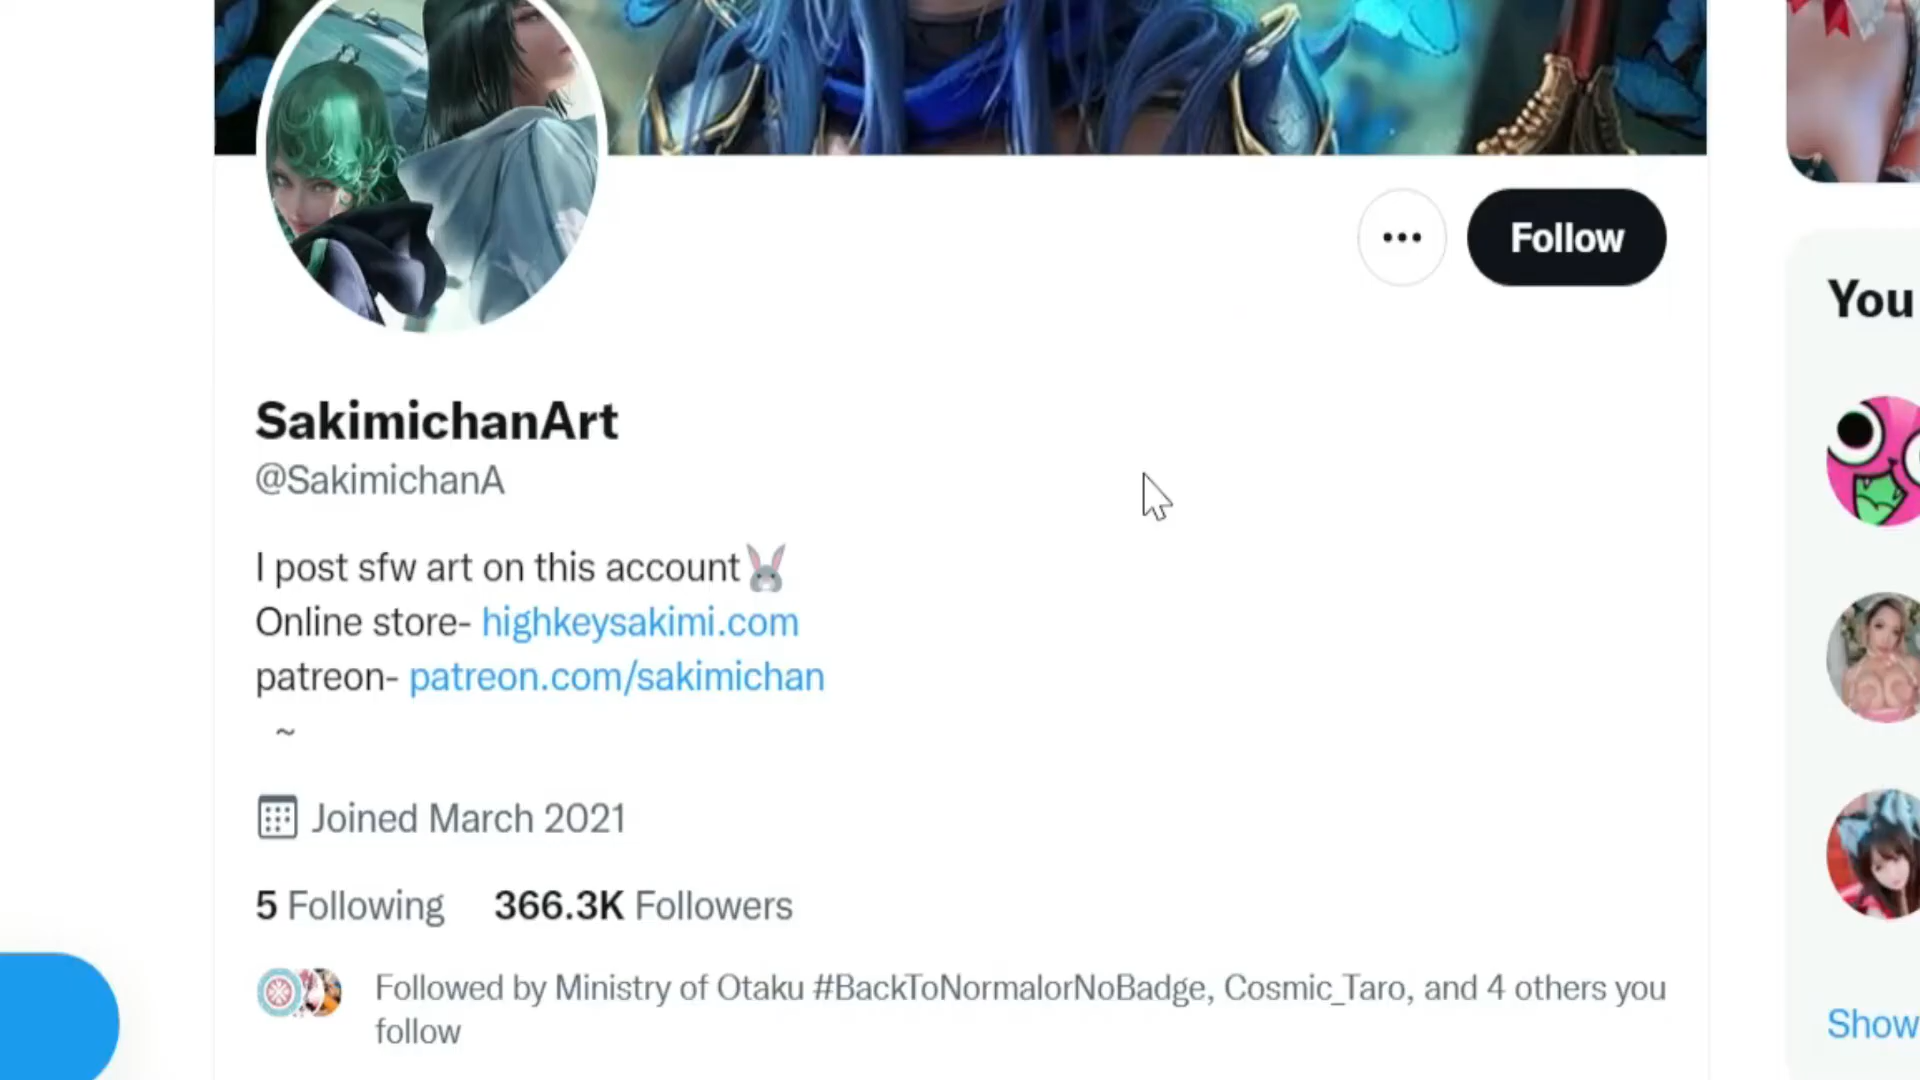 Follow
You
SakimichanArt
@SakimichanA
I post sfw art on this account
Online store- highkeysakimi.com
patreon- patreon.com/sakimichan
~
Joined March 2021
5 Following 366.3K Followers
Followed by Ministry of Otaku #BackToNormalorNoBadge, Cosmic_Taro, and 4 others you
follow
Show